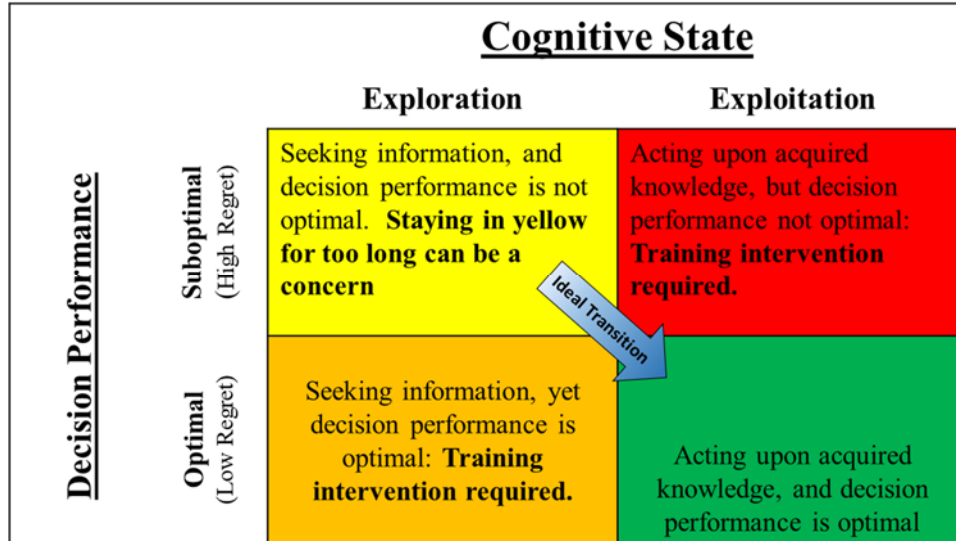 Cognitive State
Exploration
Exploitation
Decision Performance
Suboptimal
(High Regret)
Seeking information, and
decision performance is not
optimal. Staying in yellow
for too long can be a
concern
Acting upon acquired
knowledge, but decision
performance not optimal:
Training intervention
required.
Ideal Transition
Optimal
(Low Regret)
Seeking information, yet
decision performance is
optimal: Training
intervention required.
Acting upon acquired
knowledge, and decision
performance is optimal